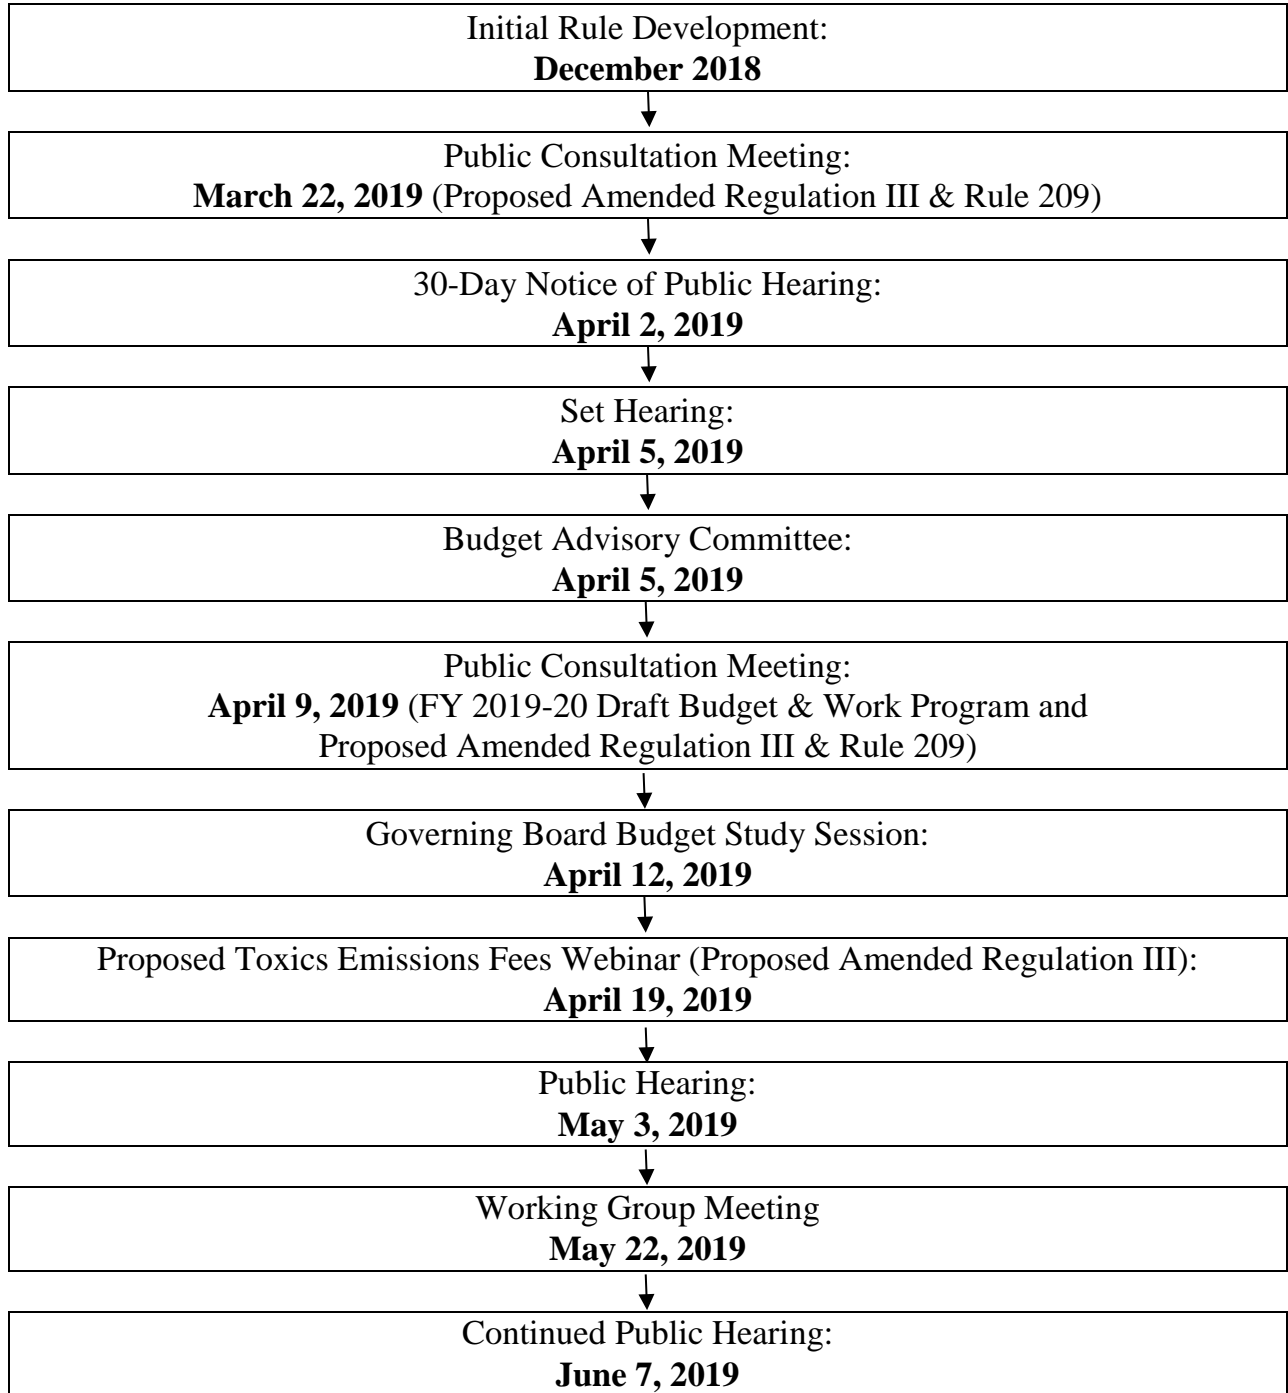 Initial Rule Development:
December 2018
Public Consultation Meeting:
March 22, 2019 (Proposed Amended Regulation III & Rule 209)
30-Day Notice of Public Hearing:
April 2, 2019
Set Hearing:
April 5, 2019
Budget Advisory Committee:
April 5, 2019
Public Consultation Meeting:
April 9, 2019 (FY 2019-20 Draft Budget & Work Program and
Proposed Amended Regulation III & Rule 209)
Governing Board Budget Study Session:
April 12, 2019
Proposed Toxics Emissions Fees Webinar (Proposed Amended Regulation III):
April 19, 2019
Public Hearing:
May 3, 2019
Working Group Meeting
May 22, 2019
Continued Public Hearing:
June 7, 2019